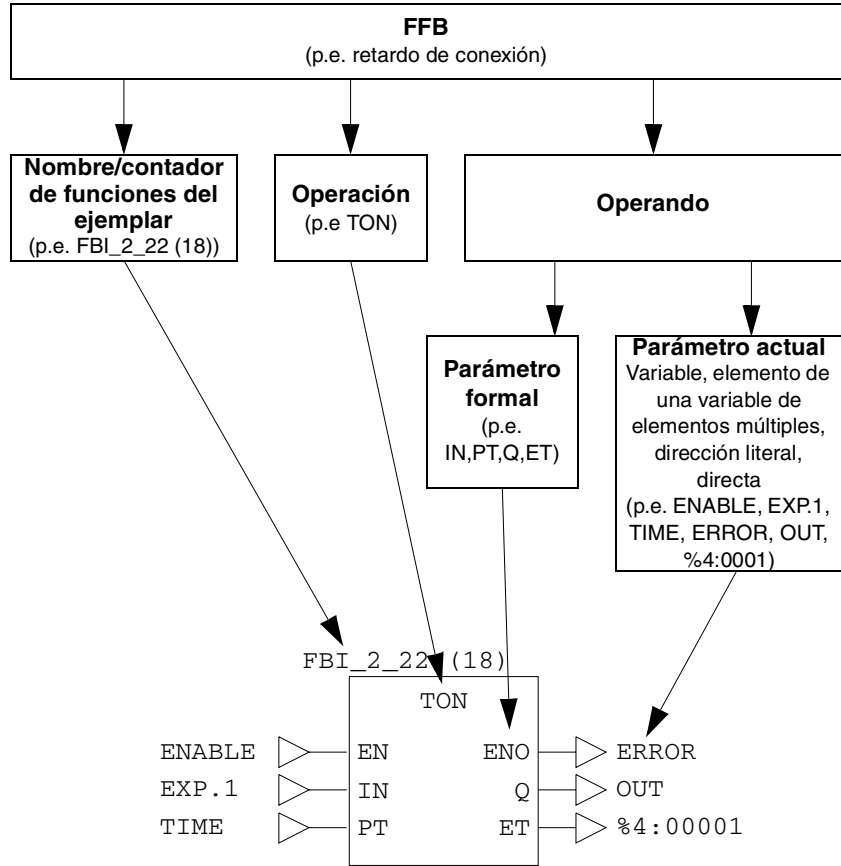 FFB
(p.e. retardo de conexión)
Nombre/contador
de funciones del
ejemplar
(p.e. FBI_2_22 (18))
Operación
(p.e TON)
Operando
Parámetro
formal
(p.e.
IN,PT,Q,ET)
Parámetro actual
Variable, elemento de
una variable de
elementos múltiples,
dirección literal,
directa
(p.e. ENABLE, EXP.1,
TIME, ERROR, OUT,
%4:0001)
FBI_2_22 (18)
TON
ENABLE EN ENO ERROR
EXP.1 IN Q OUT
TIME PT ET %4:00001